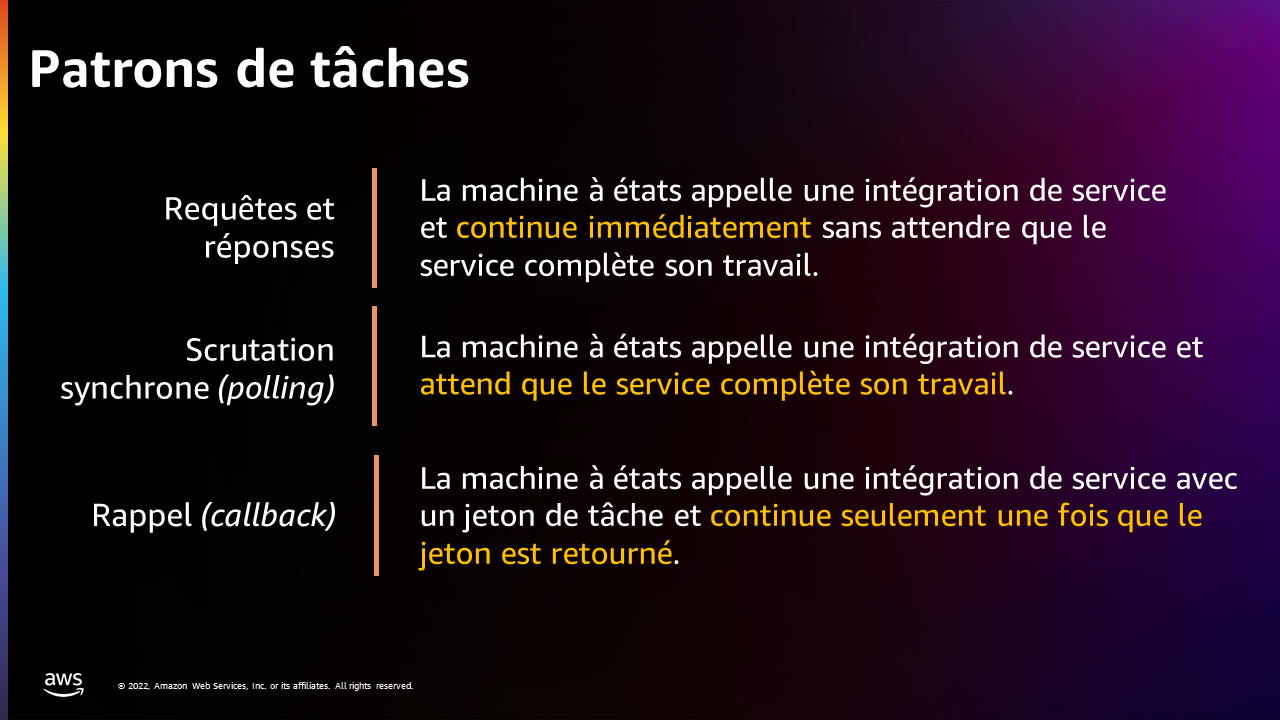 Patrons de tâches
Requêtes et
réponses
La machine à états appelle une intégration de service
et continue immédiatement sans attendre que le
service complète son travail.
Scrutation
synchrone (polling)
La machine à états appelle une intégration de service et
attend que le service complète son travail.
Rappel (callback)
La machine à états appelle une intégration de service avec
un jeton de tâche et continue seulement une fois que le
jeton est retourné.
aws
© 2022, Amazon Web Services, Inc. or its affiliates. All rights reserved.